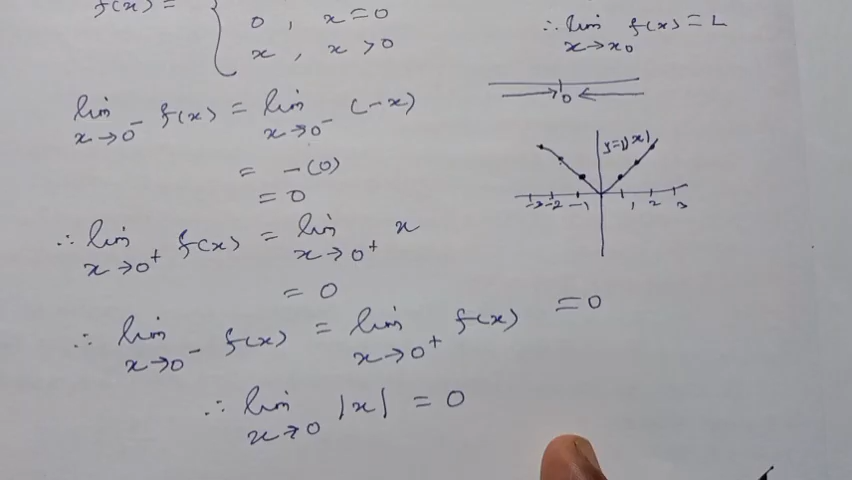 f(x) =
0 , x=0
x , x>0
∴ lim f(x) = L
x→x0
0
lim f(x) = lim (-x)
x→0- x→0-
= -(0)
= 0
y=|x|
-3 -2 -1 1 2 3
∴ lim f(x) = lim x
x→0+ x→0+
= 0
∴ lim f(x) = lim f(x) = 0
x→0- x→0+
∴ lim |x| = 0
x→0